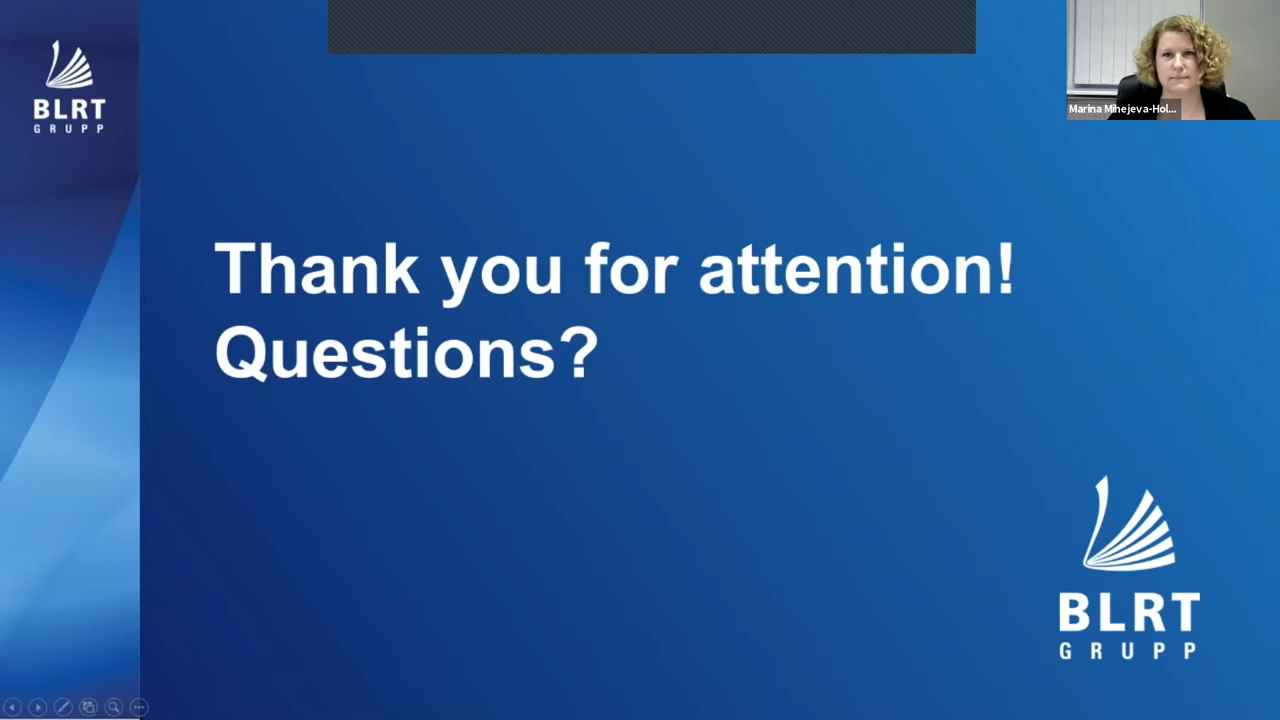 BLRT
GRUPP
Marina Mihejeva-Hol...
Thank you for attention!
Questions?
BLRT
GRUPP